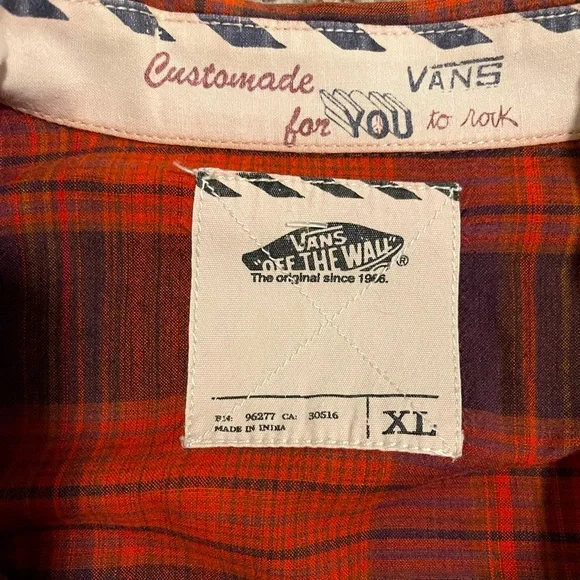 Customade VANS
for YOU to rock
VANS
"OFF THE WALL"®
The original since 1966.
RN: 96277 CA: 30516
MADE IN INDIA
XL